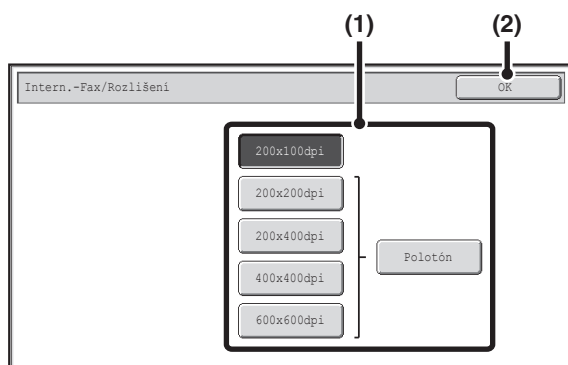 (1) (2)
Intern.-Fax/Rozlišení OK
200x100dpi
200x200dpi
200x400dpi
Polotón
400x400dpi
600x600dpi